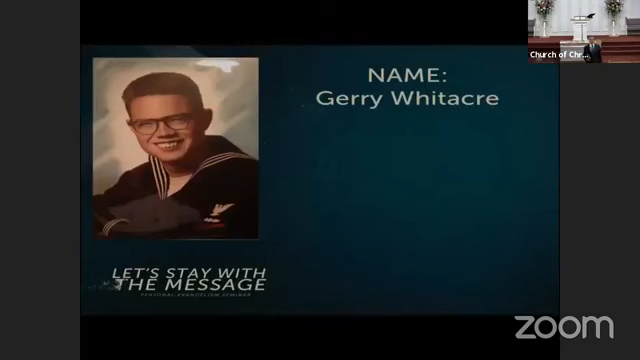 Church of Chr...
NAME:
Gerry Whitacre
LET'S STAY WITH
THE MESSAGE
PERSONAL EVANGELISM SEMINAR
zoom